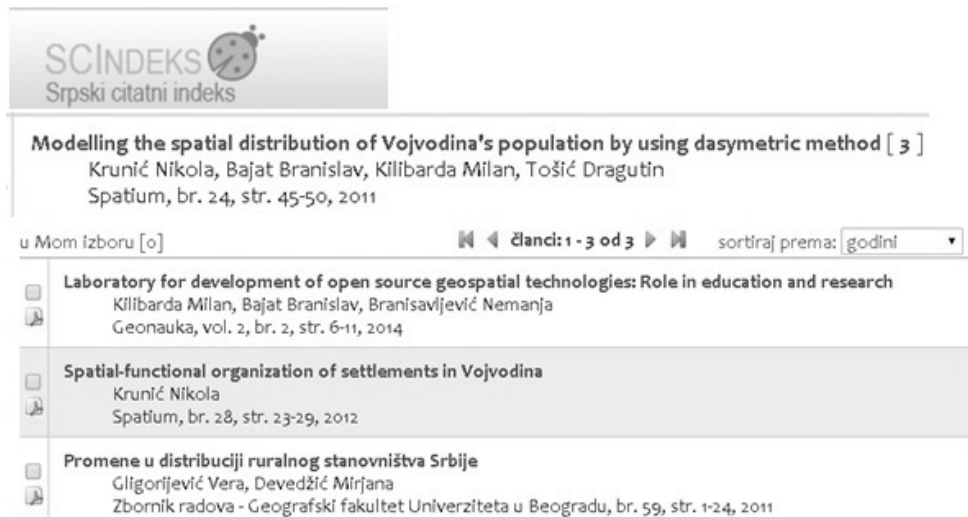 SCINDEKS
Srpski citatni indeks
Modelling the spatial distribution of Vojvodina's population by using dasymetric method [ 3 ]
Krunić Nikola, Bajat Branislav, Kilibarda Milan, Tošić Dragutin
Spatium, br. 24, str. 45-50, 2011
u Mom izboru [0] članci: 1 - 3 od 3 sortiraj prema: godini
Laboratory for development of open source geospatial technologies: Role in education and research
Kilibarda Milan, Bajat Branislav, Branisavljević Nemanja
Geonauka, vol. 2, br. 2, str. 6-11, 2014
Spatial-functional organization of settlements in Vojvodina
Krunić Nikola
Spatium, br. 28, str. 23-29, 2012
Promene u distribuciji ruralnog stanovništva Srbije
Gligorijević Vera, Devedžić Mirjana
Zbornik radova - Geografski fakultet Univerziteta u Beogradu, br. 59, str. 1-24, 2011